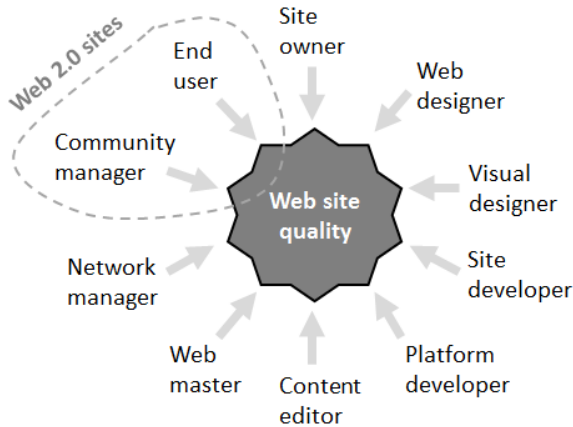 Web 2.0 sites
End
user
Site
owner
Web
designer
Community
manager
Visual
designer
Web site
quality
Network
manager
Site
developer
Web
master
Content
editor
Platform
developer